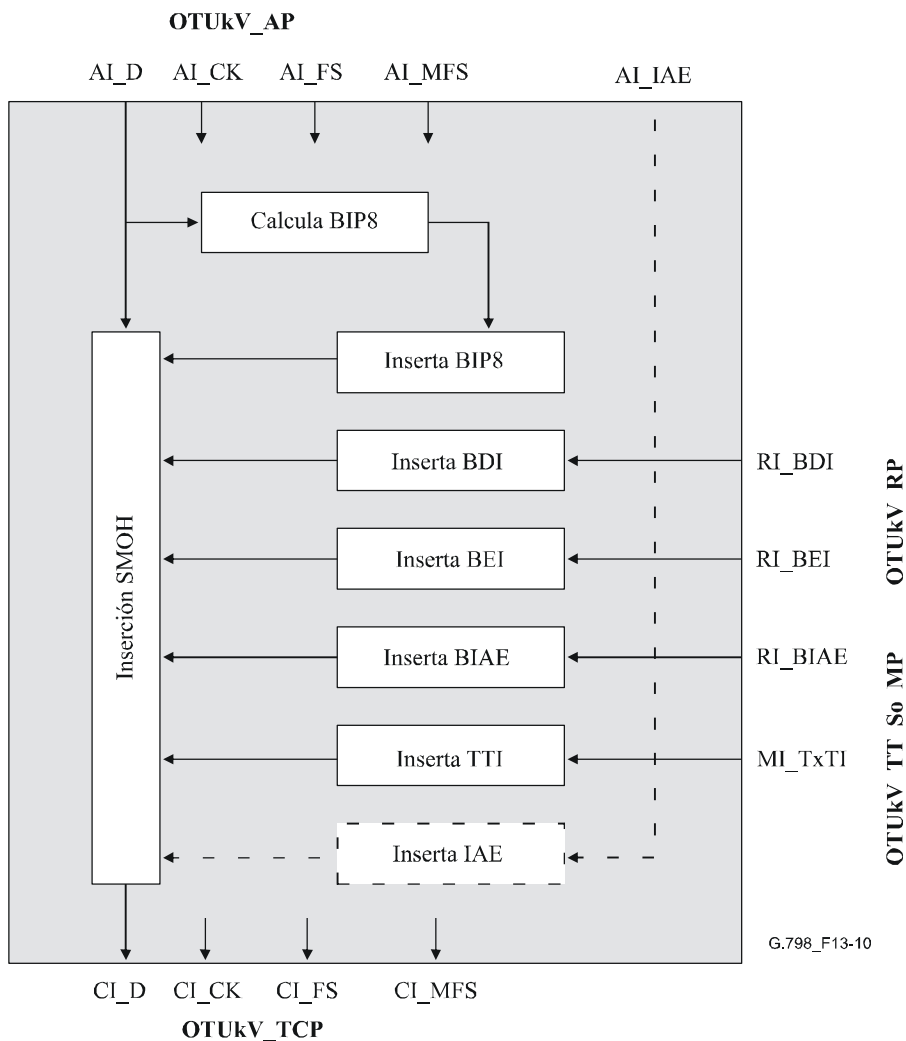 OTUkV_AP
AI_D AI_CK AI_FS AI_MFS AI_IAE
Calcula BIP8
Inserta BIP8
Inserta BDI
RI_BDI
Inserta BEI
RI_BEI
Inserta BIAE
RI_BIAE
Inserta TTI
MI_TxTI
Inserta IAE
Inserción SMOH
OTUkV_RP
OTUkV_TT_So_MP
G.798_F13-10
CI_D CI_CK CI_FS CI_MFS
OTUkV_TCP